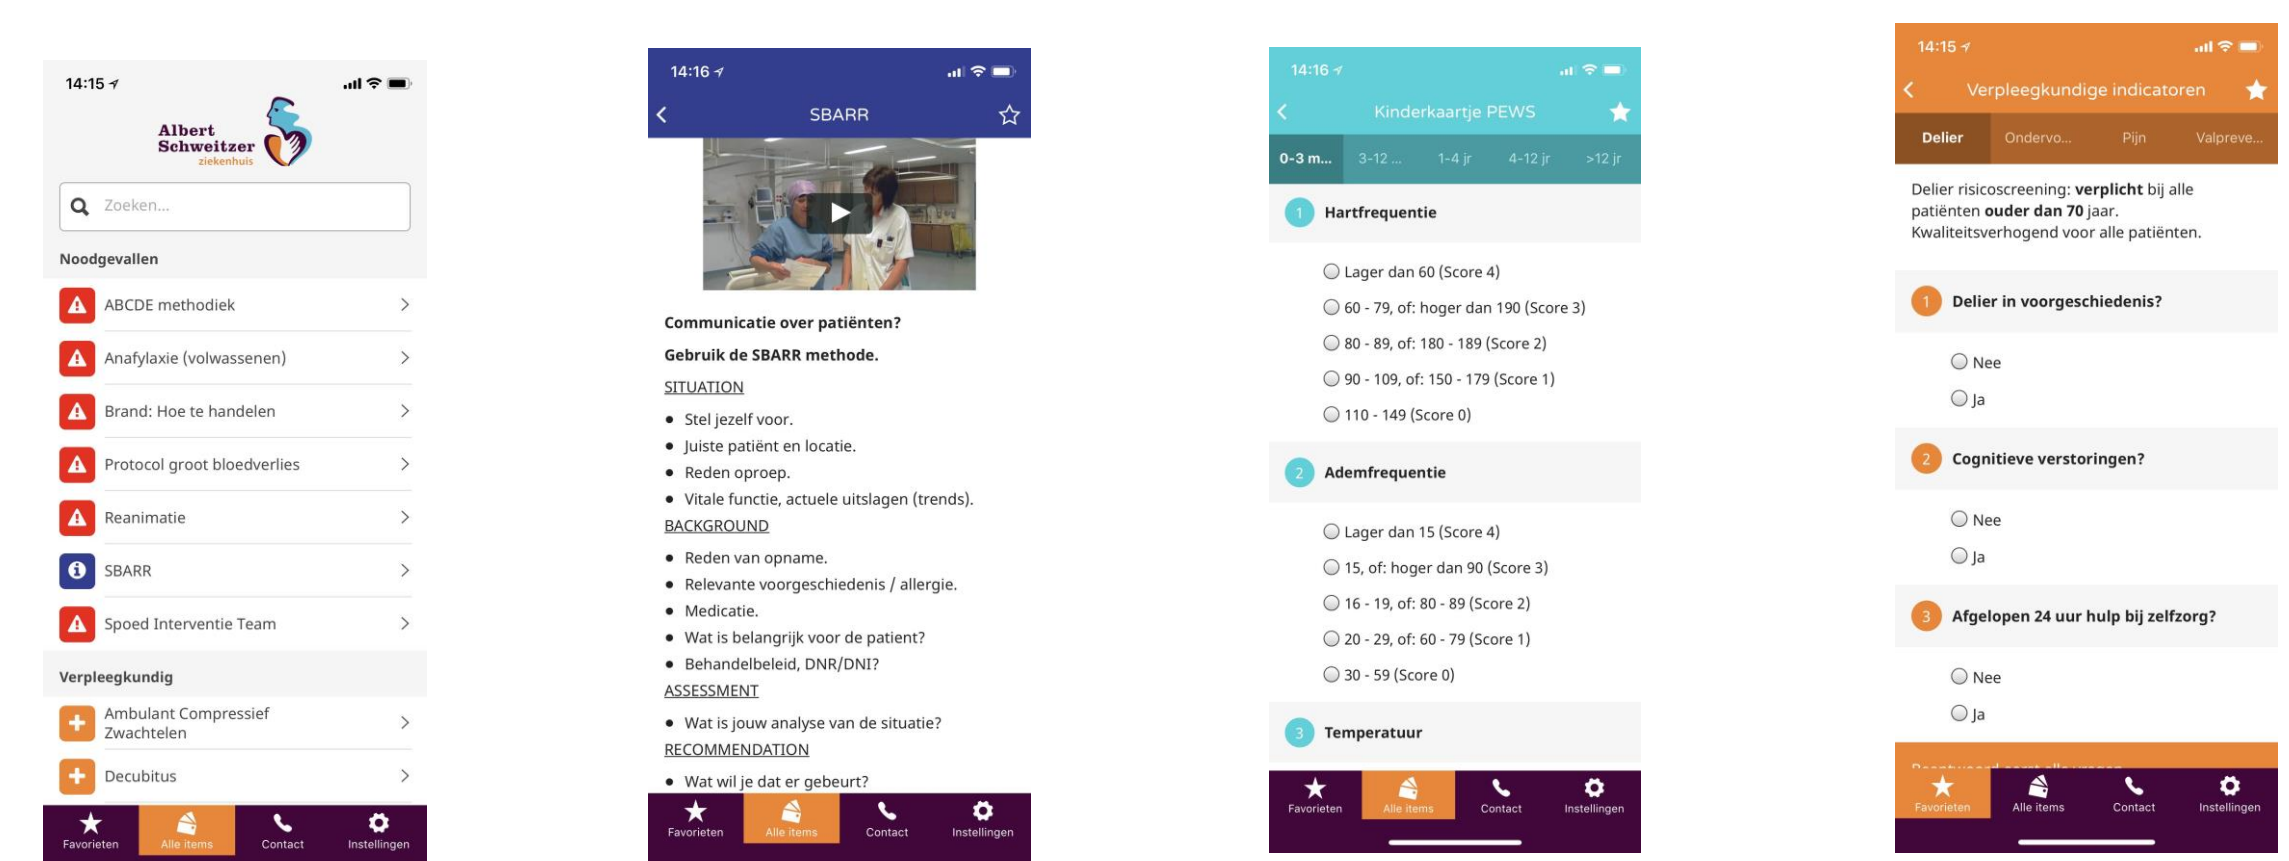 14:15
Albert
Schweitzer
ziekenhuis
Zoeken...
Noodgevallen
ABCDE methodiek
Anafylaxie (volwassenen)
Brand: Hoe te handelen
Protocol groot bloedverlies
Reanimatie
SBARR
Spoed Interventie Team
Verpleegkundig
Ambulant Compressief
Zwachtelen
Decubitus
Favorieten
Alle items
Contact
Instellingen
14:16
SBARR
Communicatie over patiënten?
Gebruik de SBARR methode.
SITUATION
• Stel jezelf voor.
• Juiste patiënt en locatie.
• Reden oproep.
• Vitale functie, actuele uitslagen (trends).
BACKGROUND
• Reden van opname.
• Relevante voorgeschiedenis / allergie.
• Medicatie.
• Wat is belangrijk voor de patient?
• Behandelbeleid, DNR/DNI?
ASSESSMENT
• Wat is jouw analyse van de situatie?
RECOMMENDATION
• Wat wil je dat er gebeurt?
Favorieten
Alle items
Contact
Instellingen
14:16
Kinderkaartje PEWS
0-3 m... 3-12 ... 1-4 jr 4-12 jr >12 jr
1 Hartfrequentie
Lager dan 60 (Score 4)
60 - 79, of: hoger dan 190 (Score 3)
80 - 89, of: 180 - 189 (Score 2)
90 - 109, of: 150 - 179 (Score 1)
110 - 149 (Score 0)
2 Ademfrequentie
Lager dan 15 (Score 4)
15, of: hoger dan 90 (Score 3)
16 - 19, of: 80 - 89 (Score 2)
20 - 29, of: 60 - 79 (Score 1)
30 - 59 (Score 0)
3 Temperatuur
Favorieten
Alle items
Contact
Instellingen
14:15
Verpleegkundige indicatoren
Delier Ondervo... Pijn Valpreve...
Delier risicoscreening: verplicht bij alle
patiënten ouder dan 70 jaar.
Kwaliteitsverhogend voor alle patiënten.
1 Delier in voorgeschiedenis?
Nee
Ja
2 Cognitieve verstoringen?
Nee
Ja
3 Afgelopen 24 uur hulp bij zelfzorg?
Nee
Ja
Favorieten
Alle items
Contact
Instellingen